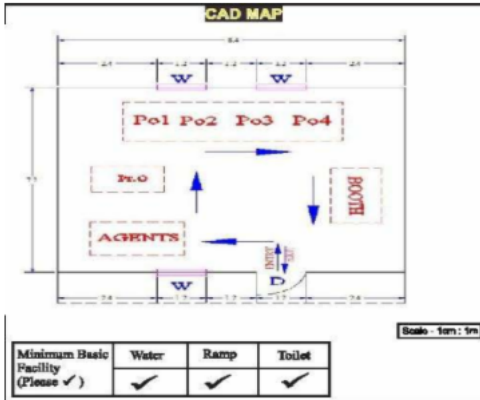 CAD MAP
W W
Po1 Po2 Po3 Po4
Pr.O
BOOTH
AGENTS
ENTRY EXIT
W D
Scale - 1cm : 1m
Minimum Basic Facility (Please ✓) Water Ramp Toilet
✓ ✓ ✓